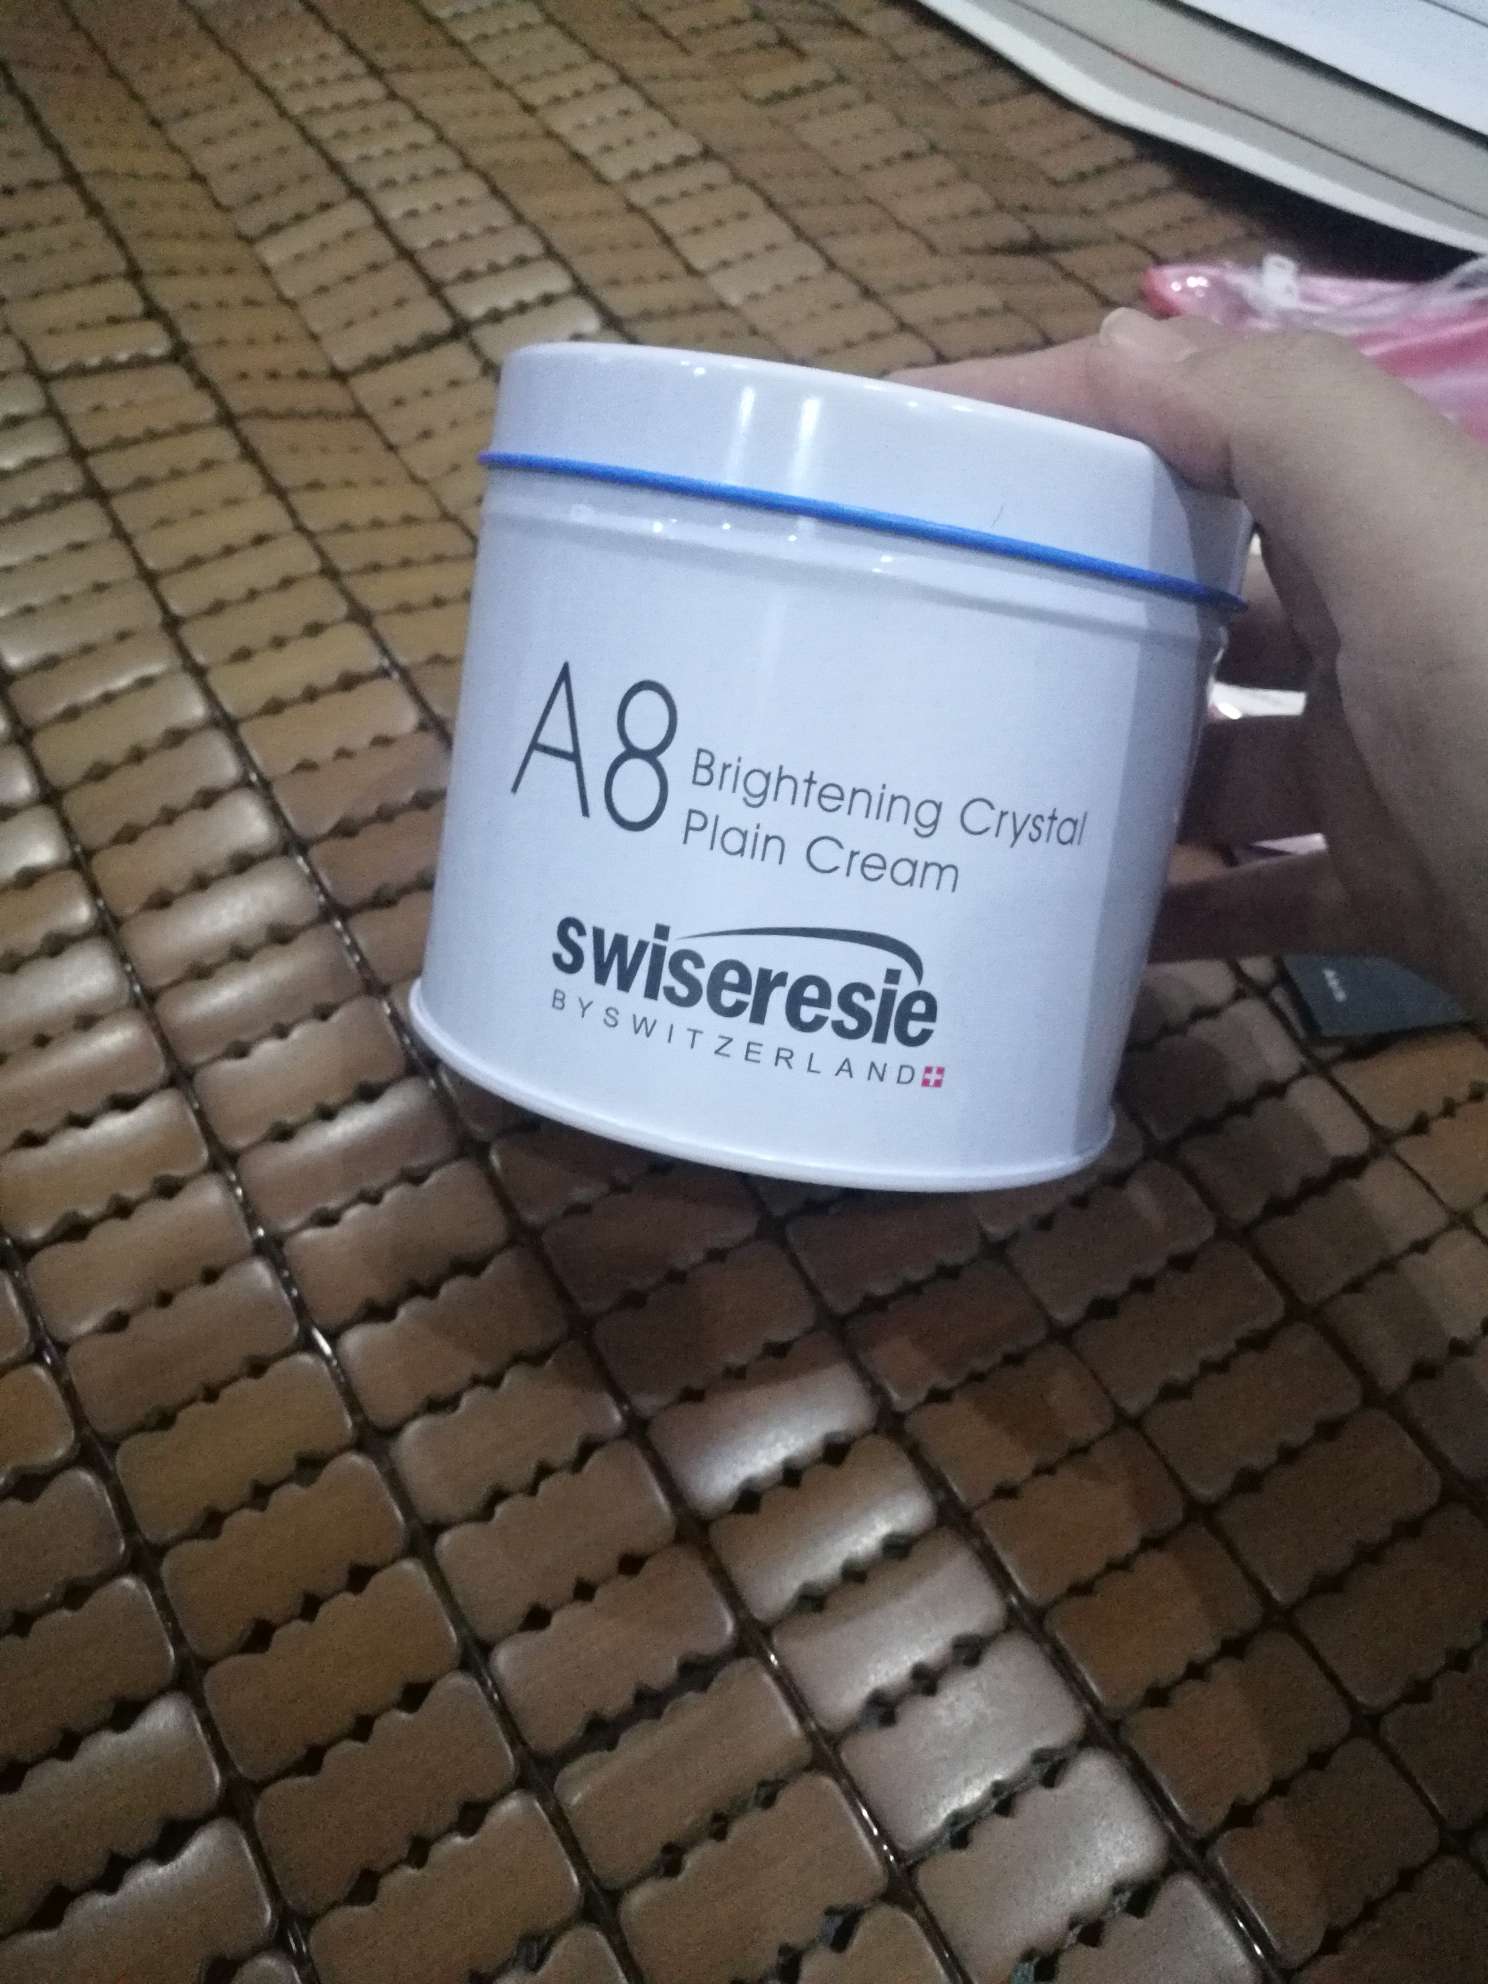 A8 Brightening Crystal
Plain Cream
swiseresie
BYSWITZERLAND